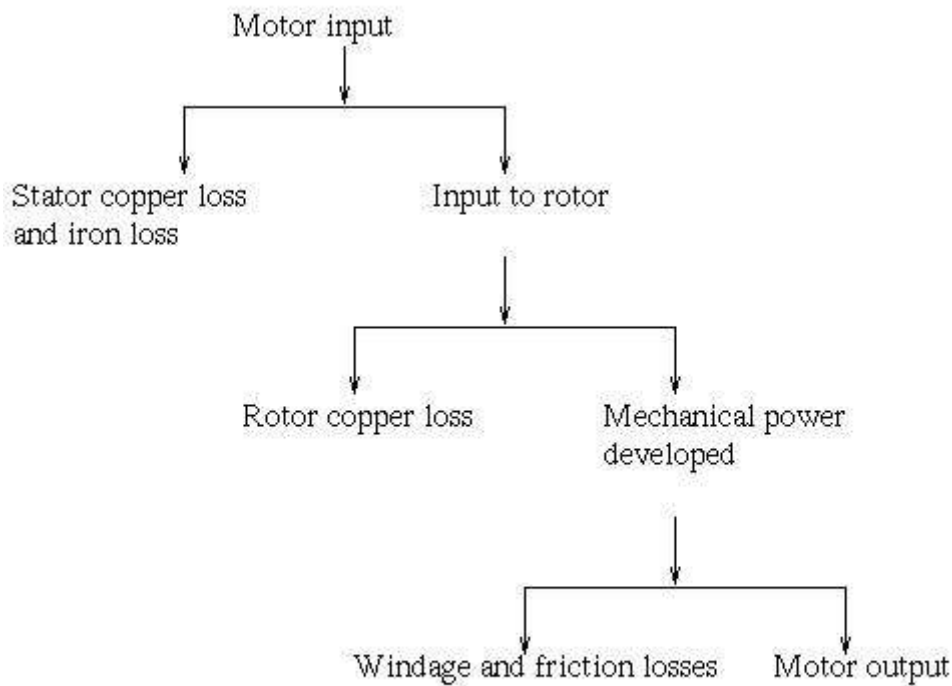 Motor input
Stator copper loss
and iron loss
Input to rotor
Rotor copper loss
Mechanical power
developed
Windage and friction losses
Motor output